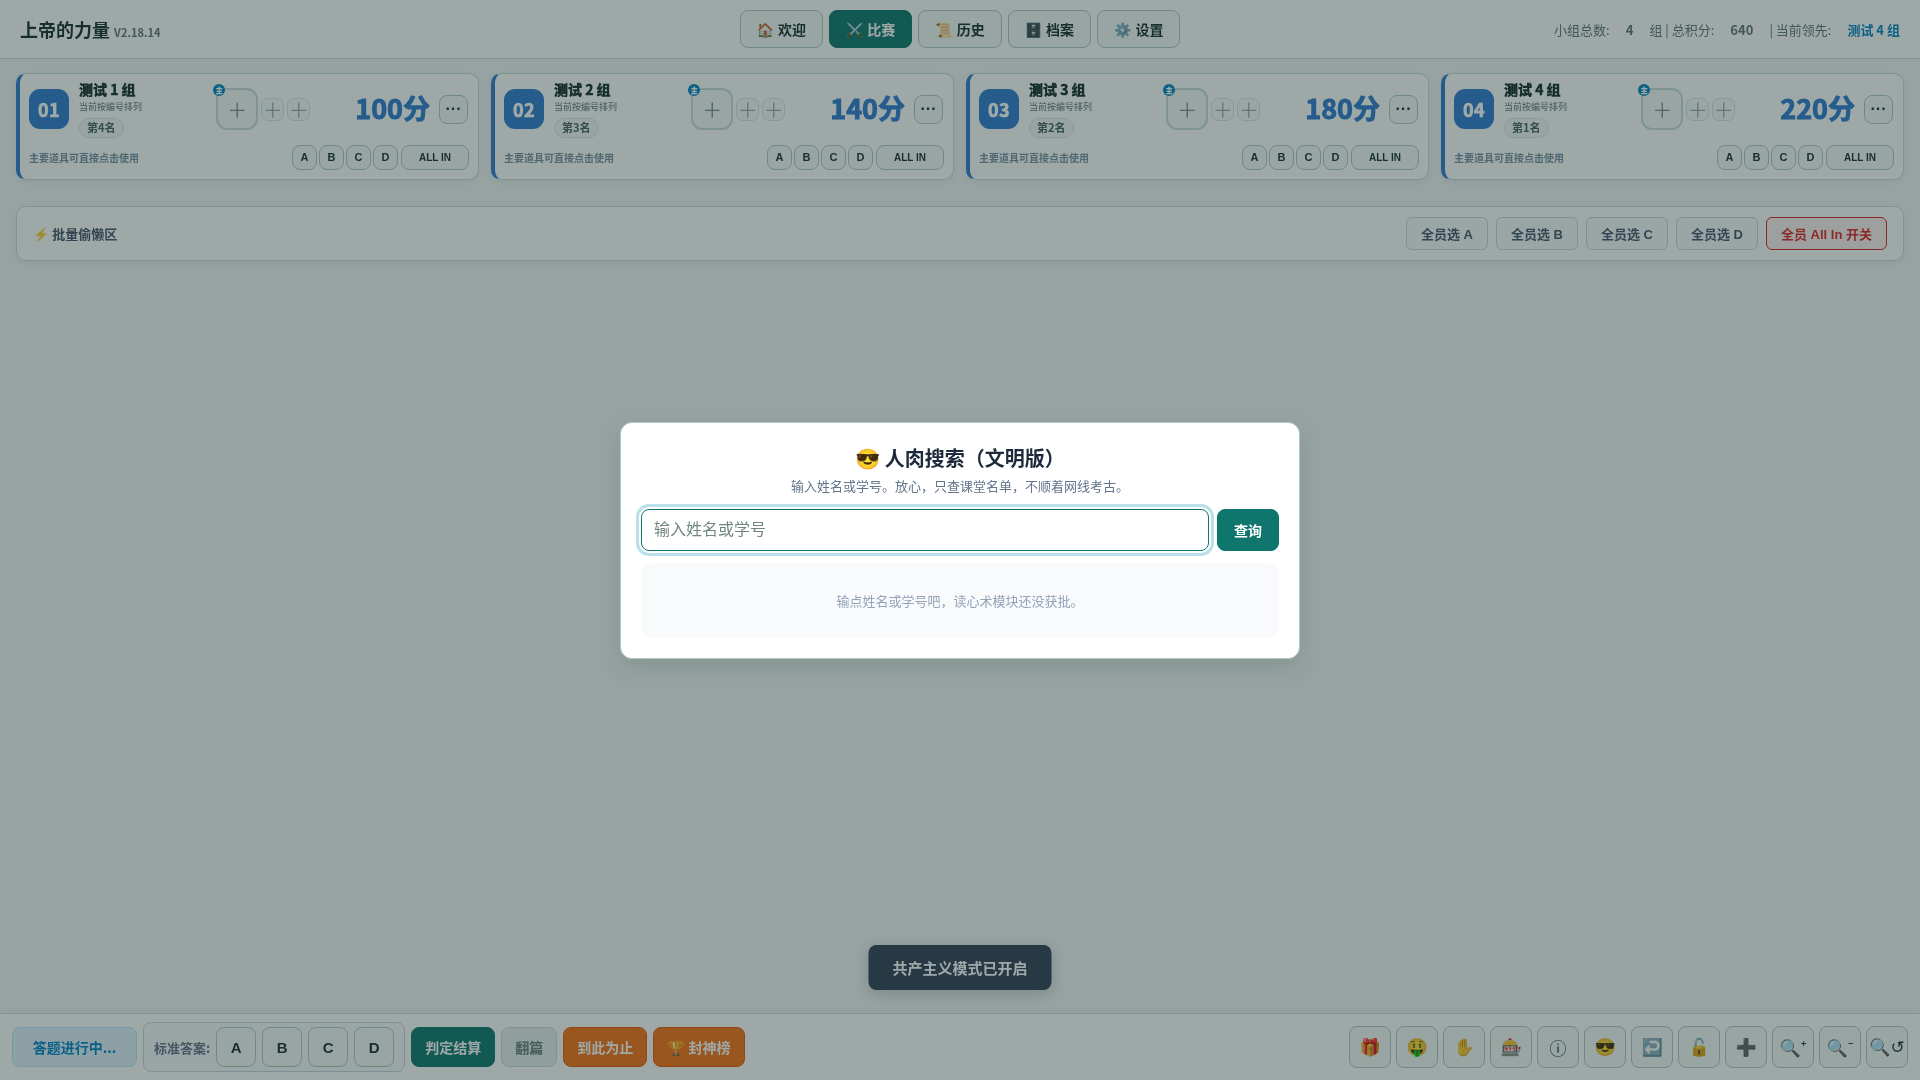 上帝的力量 V2.18.14
🏠 欢迎
⚔️ 比赛
📜 历史
🗄️ 档案
⚙️ 设置
小组总数: 4 组 | 总积分: 640 | 当前领先: 测试 4 组
01
测试 1 组
当前按编号排列
第4名
主
100分
...
主要道具可直接点击使用
A B C D ALL IN
02
测试 2 组
当前按编号排列
第3名
主
140分
...
主要道具可直接点击使用
A B C D ALL IN
03
测试 3 组
当前按编号排列
第2名
主
180分
...
主要道具可直接点击使用
A B C D ALL IN
04
测试 4 组
当前按编号排列
第1名
主
220分
...
主要道具可直接点击使用
A B C D ALL IN
⚡ 批量偷懒区
全员选 A
全员选 B
全员选 C
全员选 D
全员 All In 开关
😎 人肉搜索（文明版）
输入姓名或学号。放心，只查课堂名单，不顺着网线考古。
输入姓名或学号
查询
输点姓名或学号吧，读心术模块还没获批。
共产主义模式已开启
答题进行中...
标准答案: A B C D
判定结算
翻篇
到此为止
🏆 封神榜